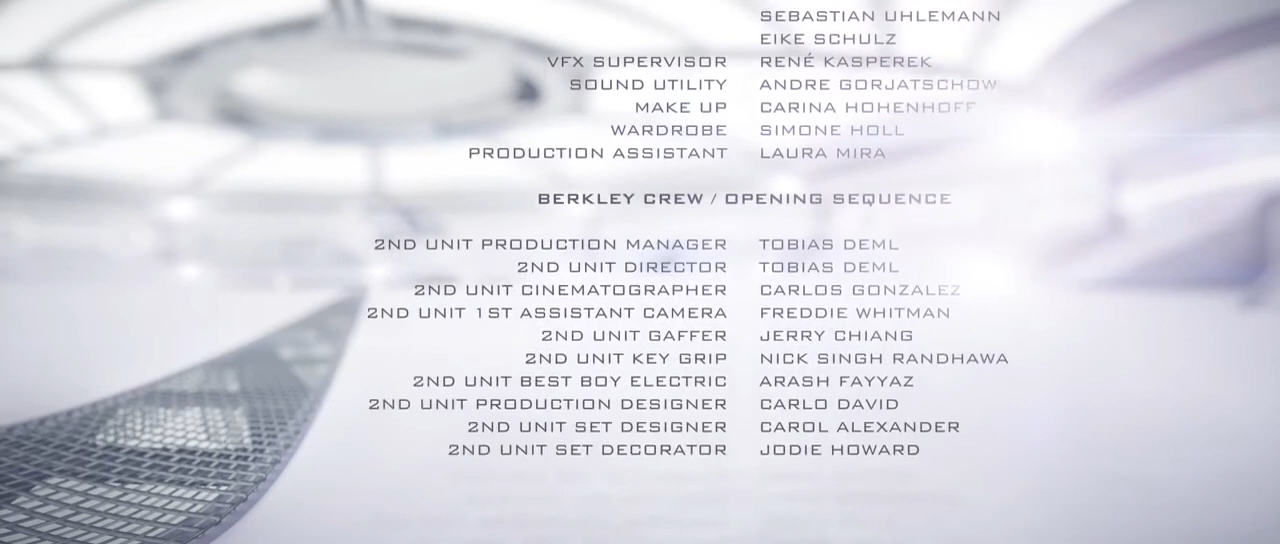 SEBASTIAN UHLEMANN
EIKE SCHULZ
VFX SUPERVISOR RENÉ KASPEREK
SOUND UTILITY ANDRE GORJATSCHOW
MAKE UP CARINA HOHENHOFF
WARDROBE SIMONE HOLL
PRODUCTION ASSISTANT LAURA MIRA
BERKLEY CREW / OPENING SEQUENCE
2ND UNIT PRODUCTION MANAGER TOBIAS DEML
2ND UNIT DIRECTOR TOBIAS DEML
2ND UNIT CINEMATOGRAPHER CARLOS GONZALEZ
2ND UNIT 1ST ASSISTANT CAMERA FREDDIE WHITMAN
2ND UNIT GAFFER JERRY CHIANG
2ND UNIT KEY GRIP NICK SINGH RANDHAWA
2ND UNIT BEST BOY ELECTRIC ARASH FAYYAZ
2ND UNIT PRODUCTION DESIGNER CARLO DAVID
2ND UNIT SET DESIGNER CAROL ALEXANDER
2ND UNIT SET DECORATOR JODIE HOWARD